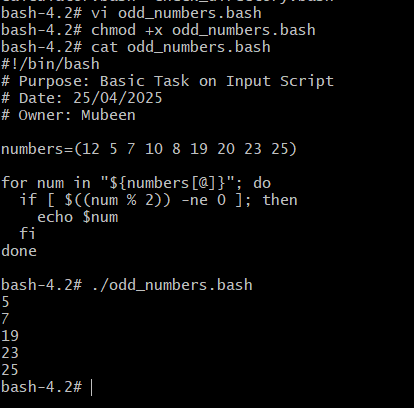 bash-4.2# vi odd_numbers.bash
bash-4.2# chmod +x odd_numbers.bash
bash-4.2# cat odd_numbers.bash
#!/bin/bash
# Purpose: Basic Task on Input Script
# Date: 25/04/2025
# Owner: Mubeen

numbers=(12 5 7 10 8 19 20 23 25)

for num in "${numbers[@]}"; do
  if [ $((num % 2)) -ne 0 ]; then
    echo $num
  fi
done

bash-4.2# ./odd_numbers.bash
5
7
19
23
25
bash-4.2#